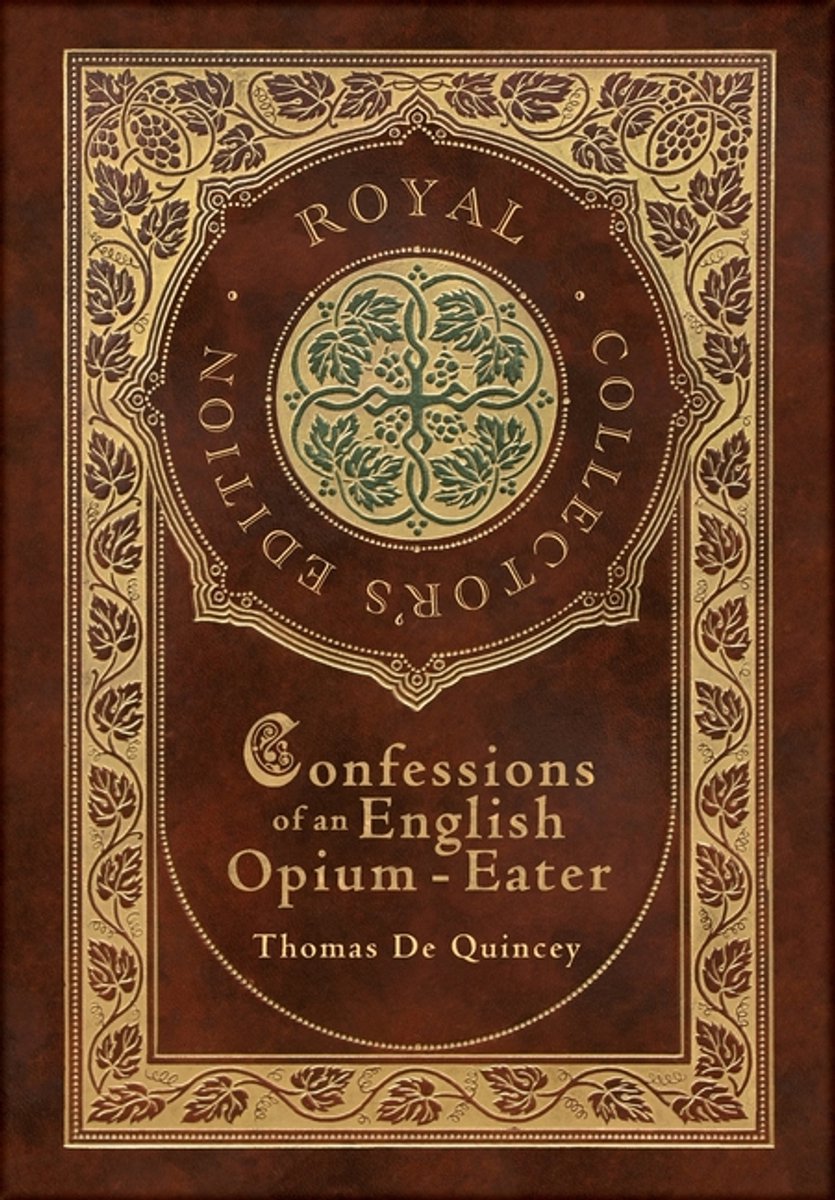 ROYAL
COLLECTOR'S
EDITION
Confessions
of an English
Opium - Eater
Thomas De Quincey